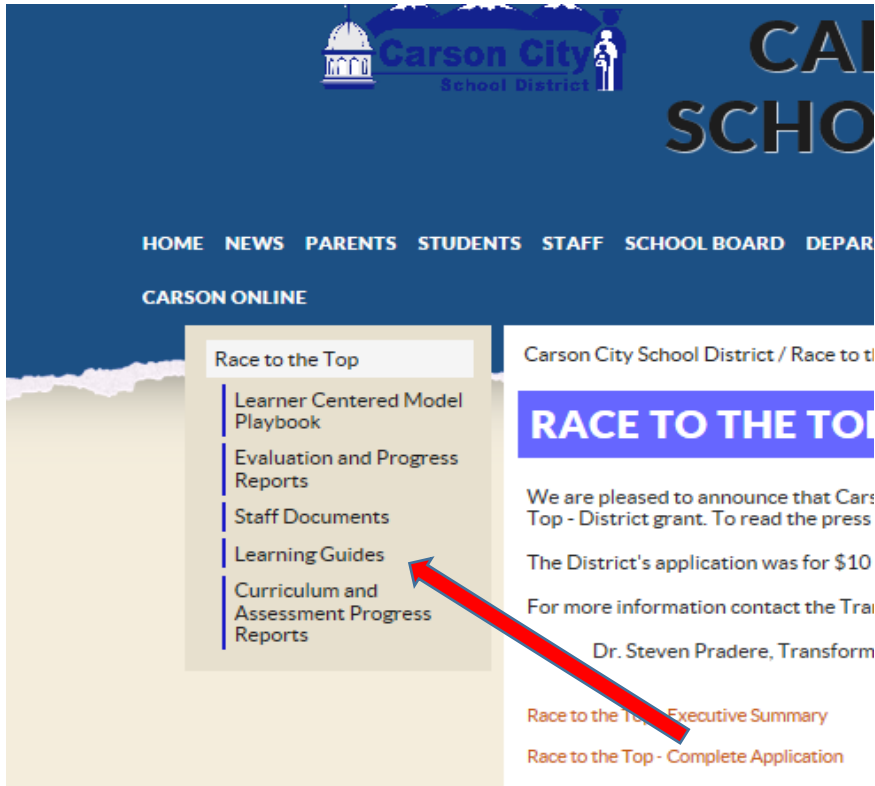 Carson City
School District
CAR
SCHO
HOME NEWS PARENTS STUDENTS STAFF SCHOOL BOARD DEPAR
CARSON ONLINE
Race to the Top
Learner Centered Model
Playbook
Evaluation and Progress
Reports
Staff Documents
Learning Guides
Curriculum and
Assessment Progress
Reports
Carson City School District / Race to th
RACE TO THE TOP
We are pleased to announce that Cars
Top - District grant. To read the press
The District's application was for $10
For more information contact the Tran
Dr. Steven Pradere, Transform
Race to the Top - Executive Summary
Race to the Top - Complete Application